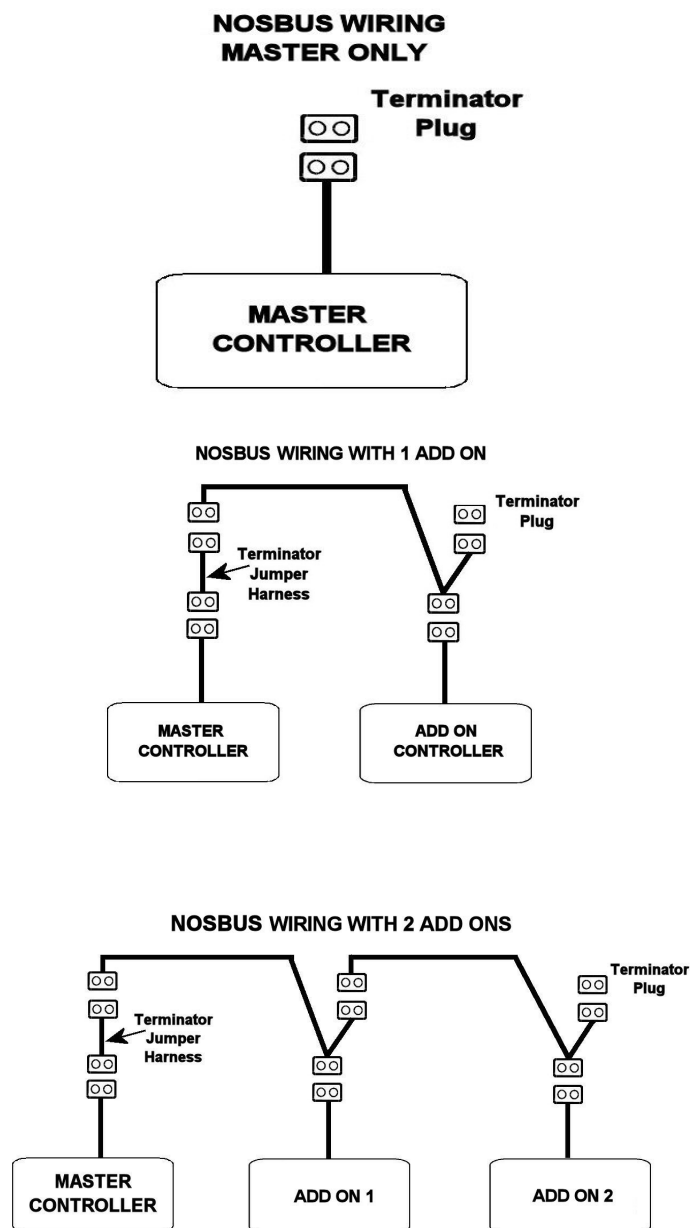 NOSBUS WIRING
MASTER ONLY
Terminator
Plug
MASTER
CONTROLLER
NOSBUS WIRING WITH 1 ADD ON
Terminator
Plug
Terminator
Jumper
Harness
MASTER
CONTROLLER
ADD ON
CONTROLLER
NOSBUS WIRING WITH 2 ADD ONS
Terminator
Plug
Terminator
Jumper
Harness
MASTER
CONTROLLER
ADD ON 1
ADD ON 2